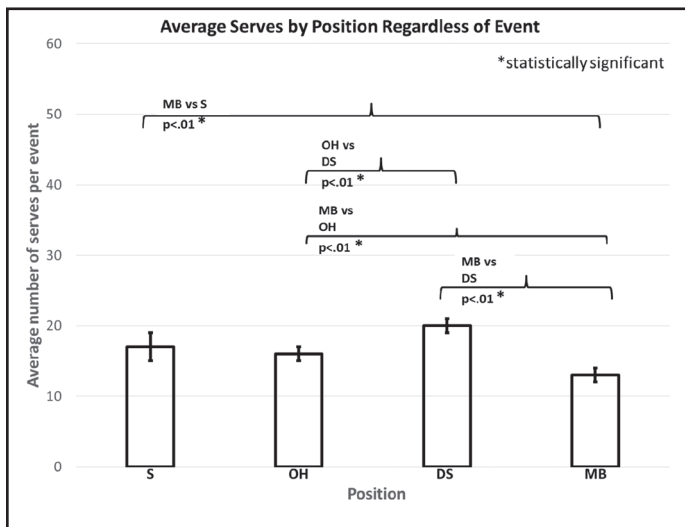 Average Serves by Position Regardless of Event
60
*statistically significant
50
MB vs S
p<.01 *
OH vs
DS
p<.01 *
40
MB vs
OH
p<.01 *
30
MB vs
DS
p<.01 *
20
10
0
S OH DS MB
Position
Average number of serves per event